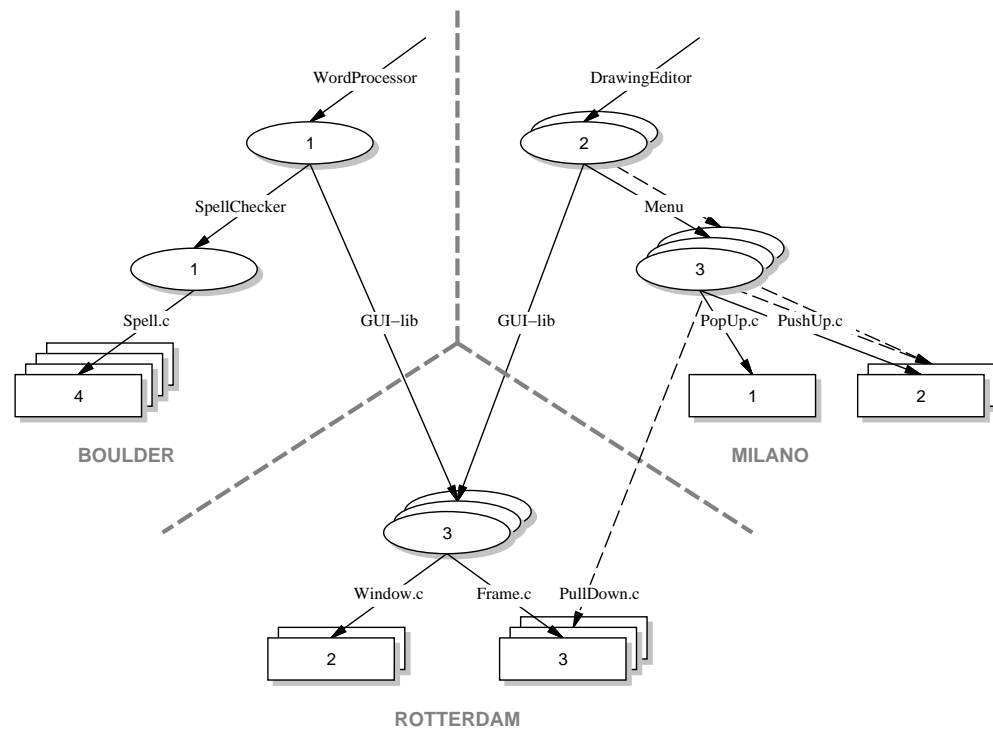 WordProcessor
DrawingEditor
1
2
SpellChecker
Menu
1
3
Spell.c
GUI−lib
GUI−lib
PopUp.c
PushUp.c
4
1
2
BOULDER
MILANO
3
Window.c
Frame.c
PullDown.c
2
3
ROTTERDAM